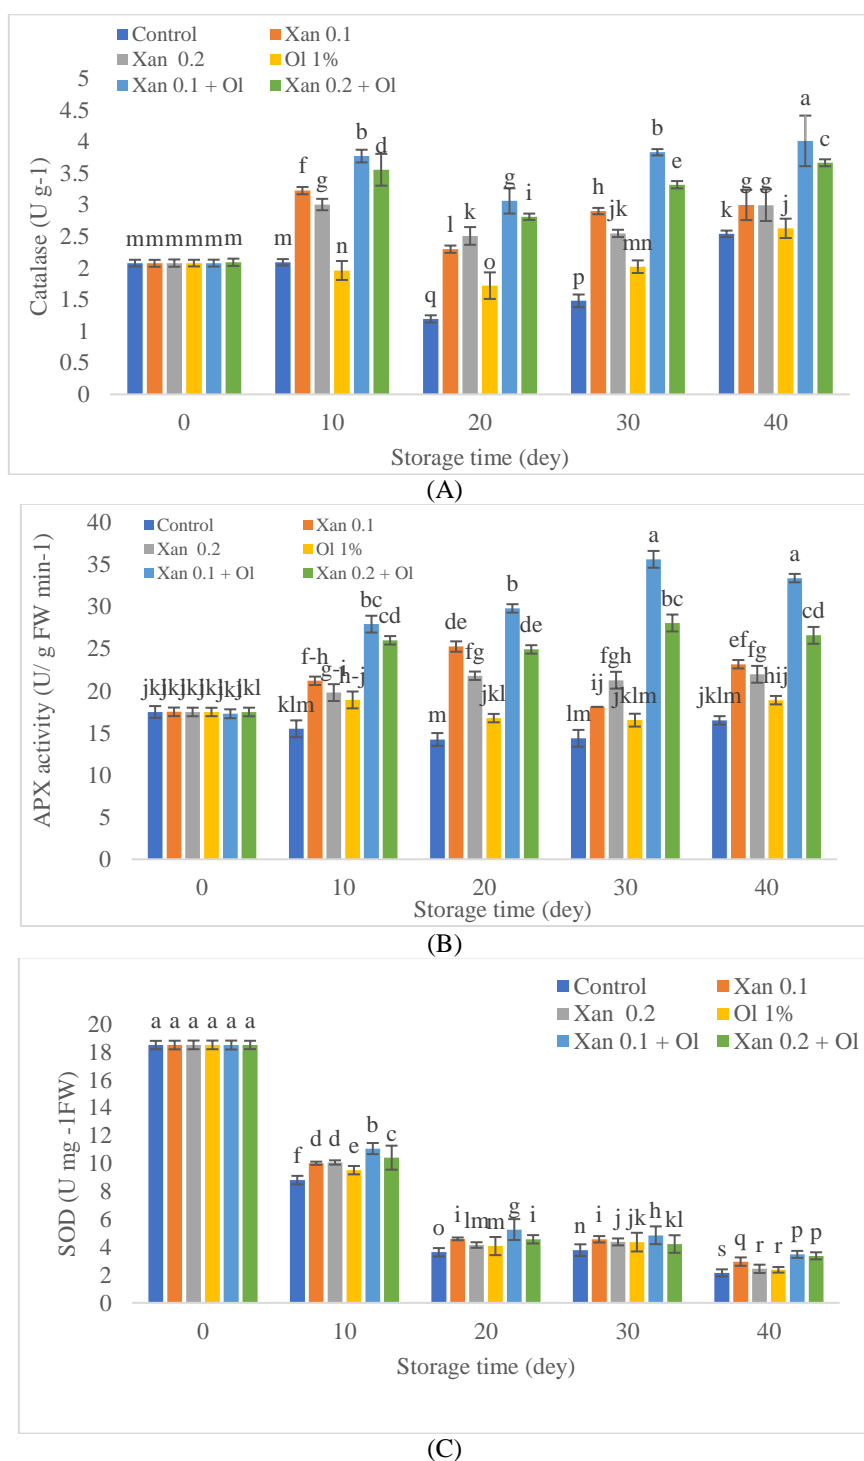 Control Xan 0.1
Xan 0.2 Ol 1%
Xan 0.1 + Ol Xan 0.2 + Ol
Catalase (U g-1)
5
4.5
4
3.5
3
2.5
2
1.5
1
0.5
0
m m m m m m
m f g n b d
q l k o g i
p h jk mn b e
k g g j a c
0 10 20 30 40
Storage time (dey)
(A)
Control Xan 0.1
Xan 0.2 Ol 1%
Xan 0.1 + Ol Xan 0.2 + Ol
APX activity (U/ g FW min-1)
40
35
30
25
20
15
10
5
0
jkl jkl jkl jkl jkl jkl
klm f-h g-i h-j bc cd
m de fg jkl b de
lm ij fgh jklm a bc
jklm ef fg hij a cd
0 10 20 30 40
Storage time (dey)
(B)
Control Xan 0.1
Xan 0.2 Ol 1%
Xan 0.1 + Ol Xan 0.2 + Ol
SOD (U mg -1FW)
20
18
16
14
12
10
8
6
4
2
0
a a a a a a
f d d e b c
o i lm m g i
n i j jk h kl
s q r r p p
0 10 20 30 40
Storage time (dey)
(C)